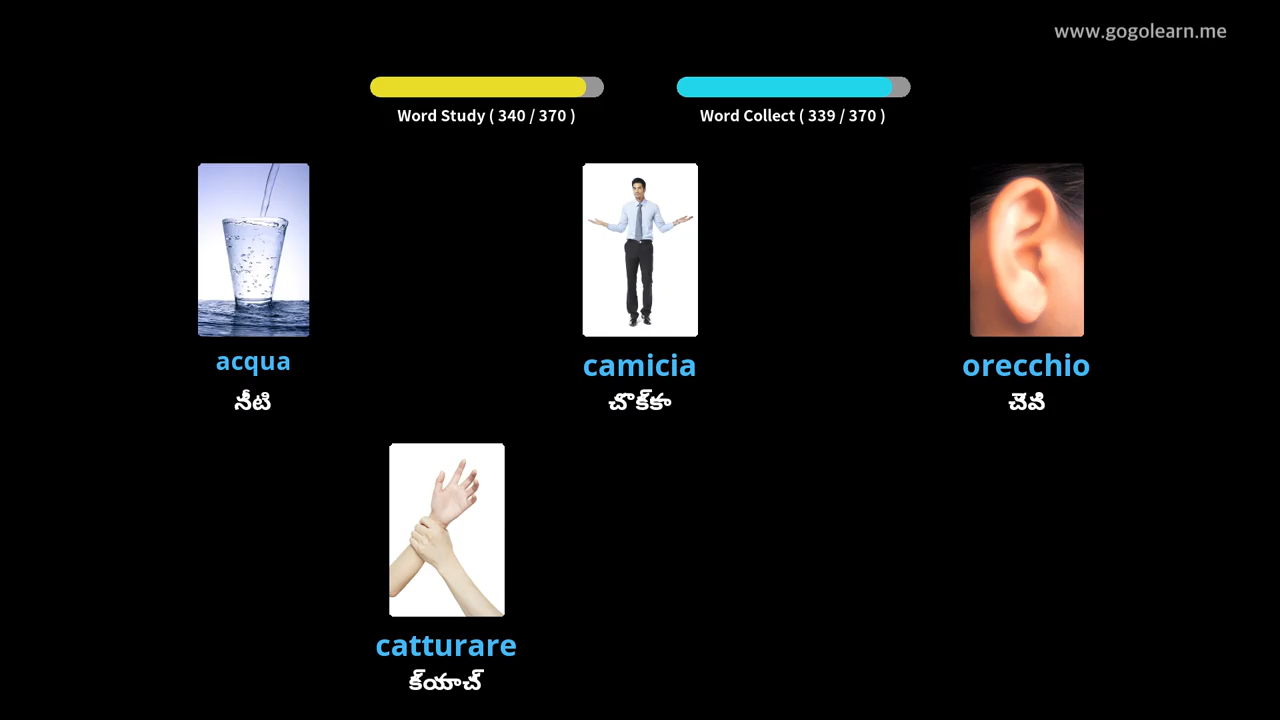 www.gogolearn.me
Word Study ( 340 / 370 )
Word Collect ( 339 / 370 )
acqua
camicia
orecchio
నీటి
చొక్కా
చెవి
catturare
క్యాచ్